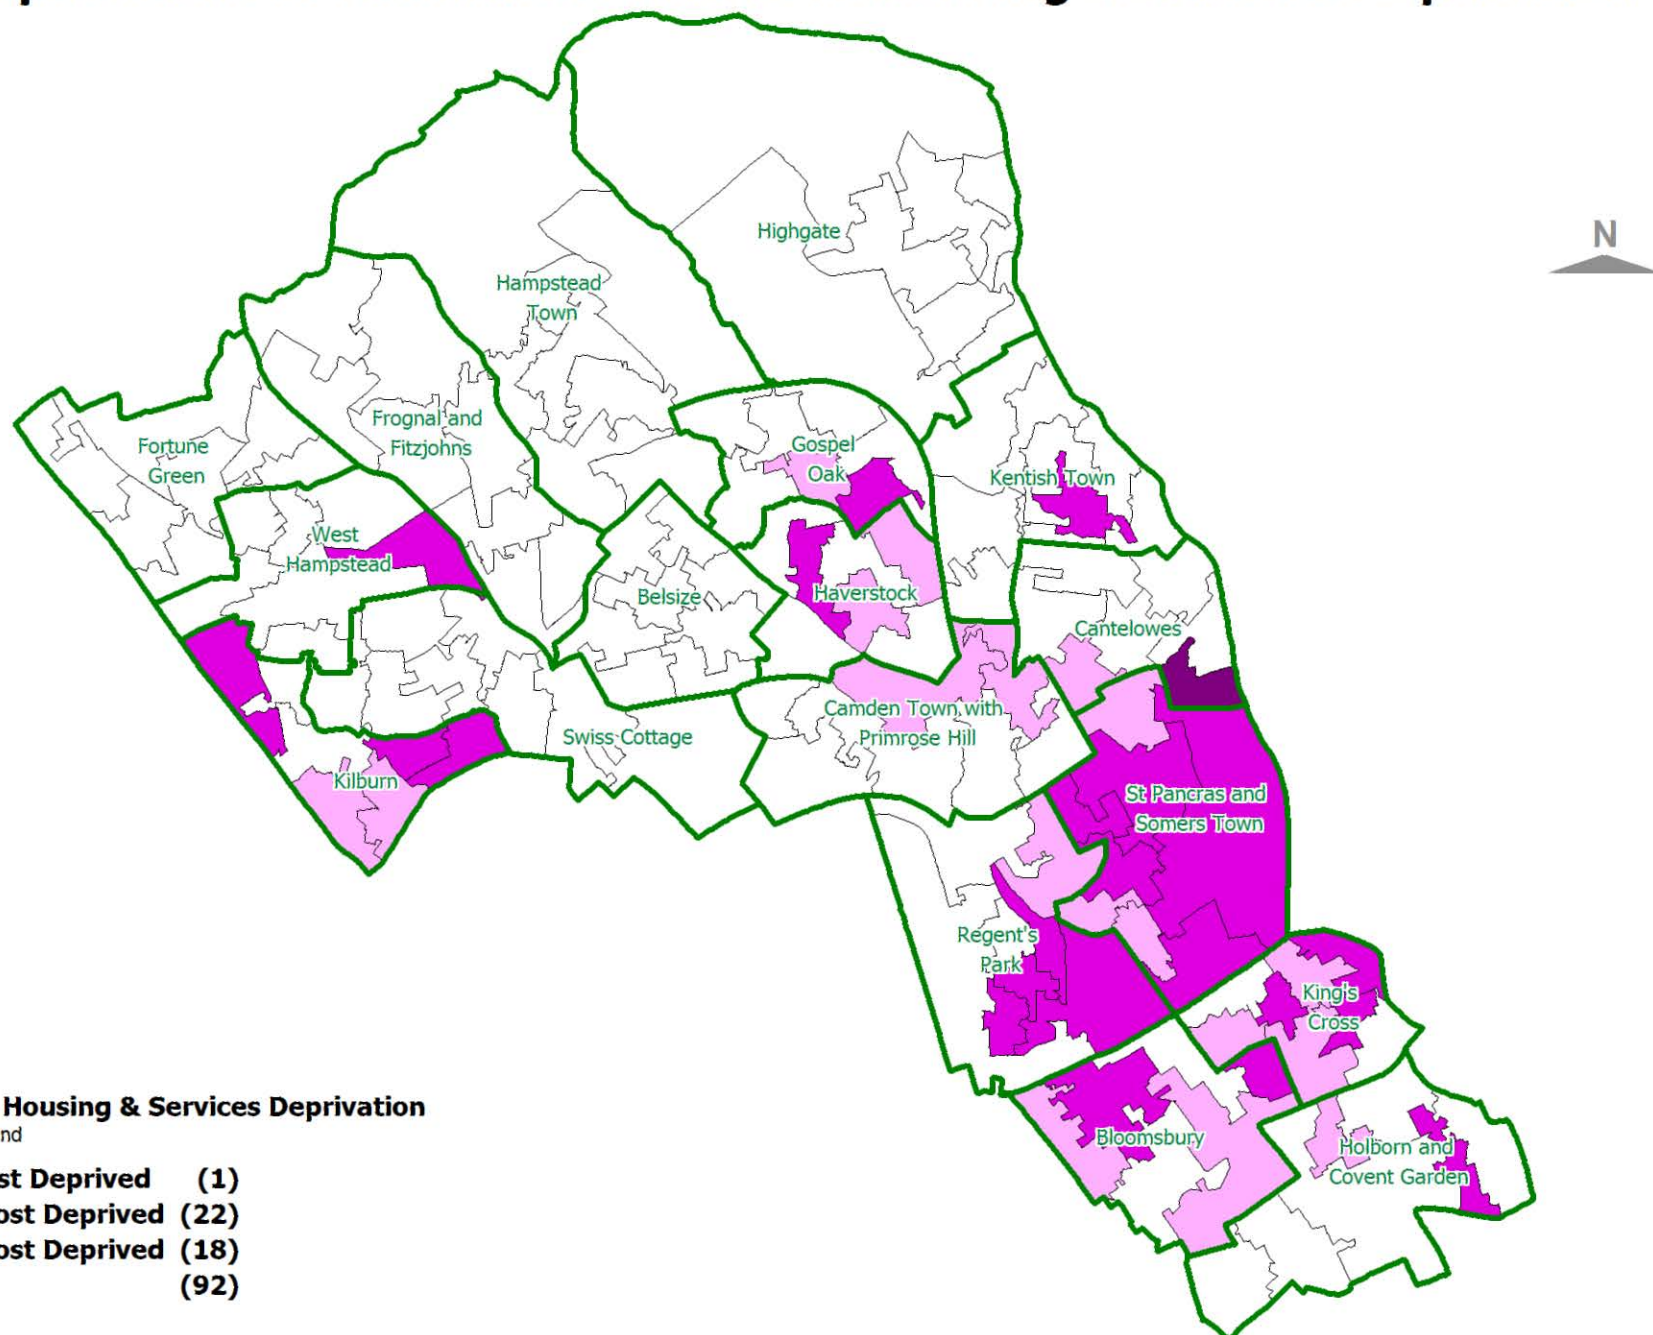 N
Highgate
Hampstead
Town
Frognal and
Fitzjohns
Fortune
Green
Gospel
Oak
Kentish Town
West
Hampstead
Belsize
Haverstock
Cantelowes
Camden Town with
Primrose Hill
Swiss Cottage
Kilburn
St Pancras and
Somers Town
Regent's
Park
King's
Cross
Bloomsbury
Holborn and
Covent Garden
Housing & Services Deprivation
nd
st Deprived (1)
ost Deprived (22)
ost Deprived (18)
(92)